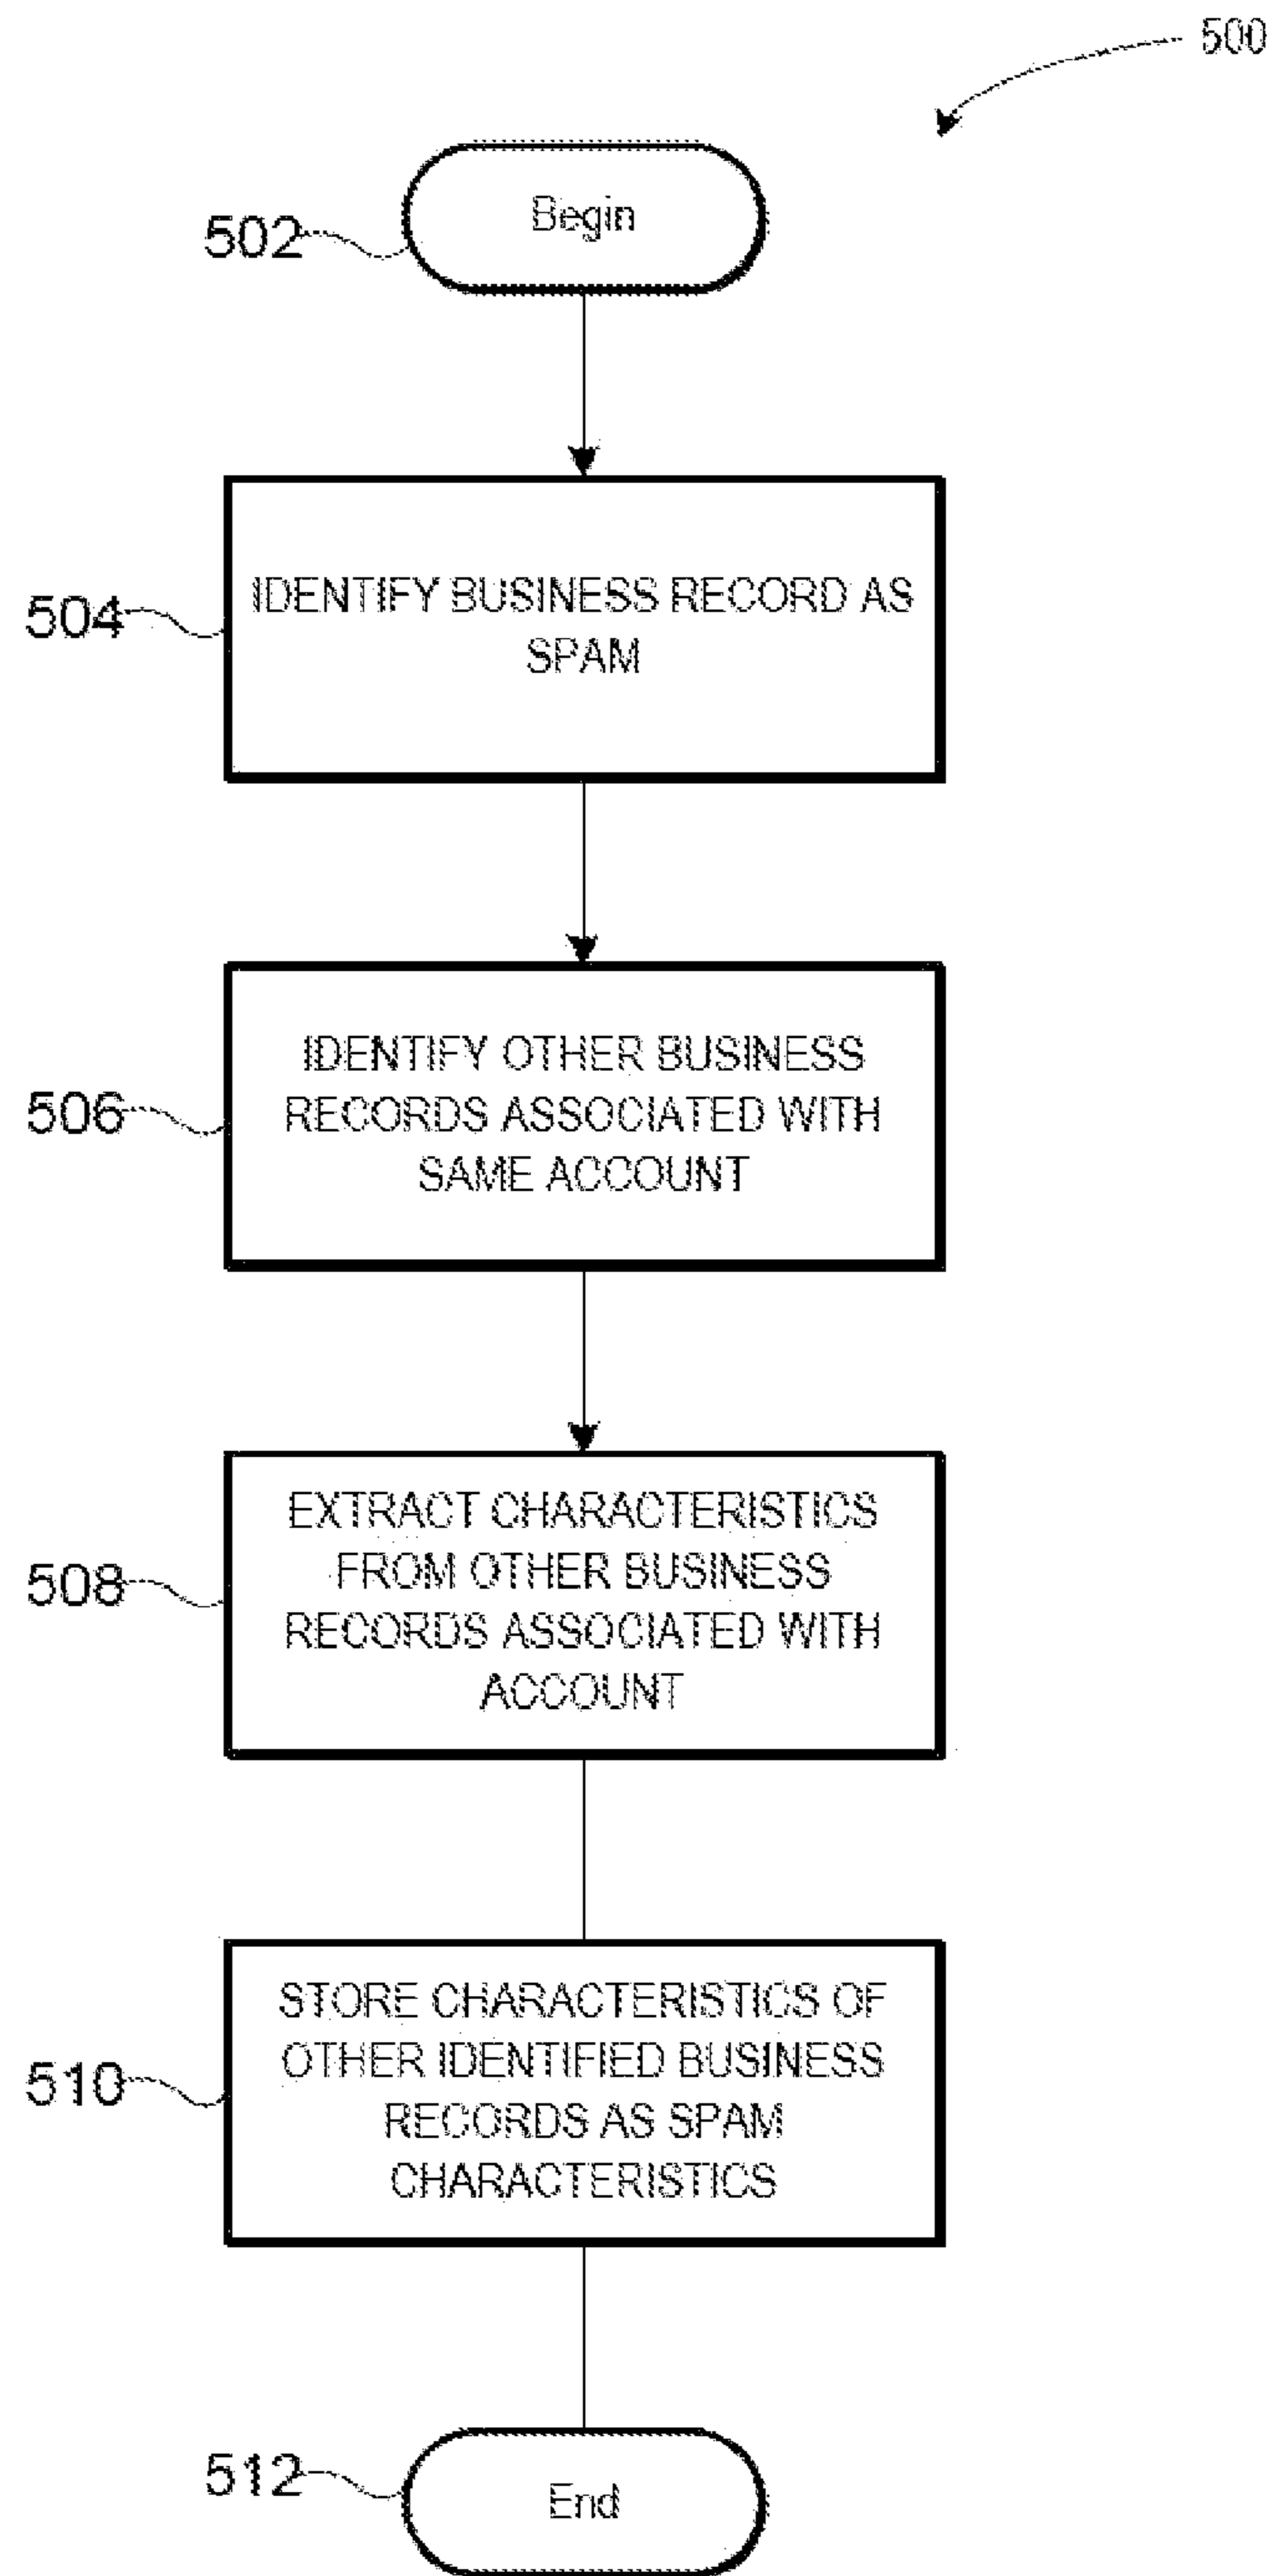 500
Begin
502
IDENTIFY BUSINESS RECORD AS
SPAM
504
IDENTIFY OTHER BUSINESS
RECORDS ASSOCIATED WITH
SAME ACCOUNT
506
EXTRACT CHARACTERISTICS
FROM OTHER BUSINESS
RECORDS ASSOCIATED WITH
ACCOUNT
508
STORE CHARACTERISTICS OF
OTHER IDENTIFIED BUSINESS
RECORDS AS SPAM
CHARACTERISTICS
510
512
End